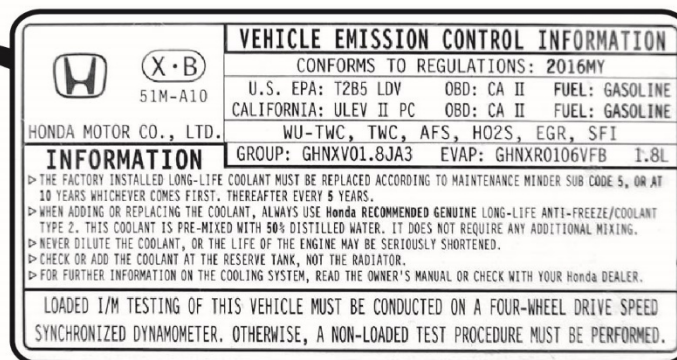 VEHICLE EMISSION CONTROL INFORMATION
CONFORMS TO REGULATIONS: 2016MY
X·B
51M-A10
U.S. EPA: T2B5 LDV OBD: CA II FUEL: GASOLINE
CALIFORNIA: ULEV II PC OBD: CA II FUEL: GASOLINE
HONDA MOTOR CO., LTD.
WU-TWC, TWC, AFS, HO2S, EGR, SFI
GROUP: GHNXV01.8JA3 EVAP: GHNXR0106VFB 1.8L
INFORMATION
▷ THE FACTORY INSTALLED LONG-LIFE COOLANT MUST BE REPLACED ACCORDING TO MAINTENANCE MINDER SUB CODE 5, OR AT
10 YEARS WHICHEVER COMES FIRST. THEREAFTER EVERY 5 YEARS.
▷ WHEN ADDING OR REPLACING THE COOLANT, ALWAYS USE Honda RECOMMENDED GENUINE LONG-LIFE ANTI-FREEZE/COOLANT
TYPE 2. THIS COOLANT IS PRE-MIXED WITH 50% DISTILLED WATER. IT DOES NOT REQUIRE ANY ADDITIONAL MIXING.
▷ NEVER DILUTE THE COOLANT, OR THE LIFE OF THE ENGINE MAY BE SERIOUSLY SHORTENED.
▷ CHECK OR ADD THE COOLANT AT THE RESERVE TANK, NOT THE RADIATOR.
▷ FOR FURTHER INFORMATION ON THE COOLING SYSTEM, READ THE OWNER'S MANUAL OR CHECK WITH YOUR Honda DEALER.
LOADED I/M TESTING OF THIS VEHICLE MUST BE CONDUCTED ON A FOUR-WHEEL DRIVE SPEED
SYNCHRONIZED DYNAMOMETER. OTHERWISE, A NON-LOADED TEST PROCEDURE MUST BE PERFORMED.